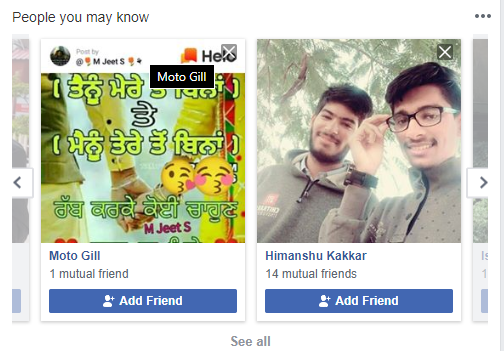 People you may know
Post by
@🌹M Jeet S🌹
Helo
Moto Gill
( ਤੈਨੂੰ ਮੇਰੇ ਤੋਂ ਬਿਨਾਂ )
ਤੇ
( ਮੈਨੂੰ ਤੇਰੇ ਤੋਂ ਬਿਨਾਂ )
ਰੱਬ ਕਰਕੇ ਕੋਈ ਚਾਹੁਣ
M Jeet S
Moto Gill
1 mutual friend
Add Friend
Himanshu Kakkar
14 mutual friends
Add Friend
See all